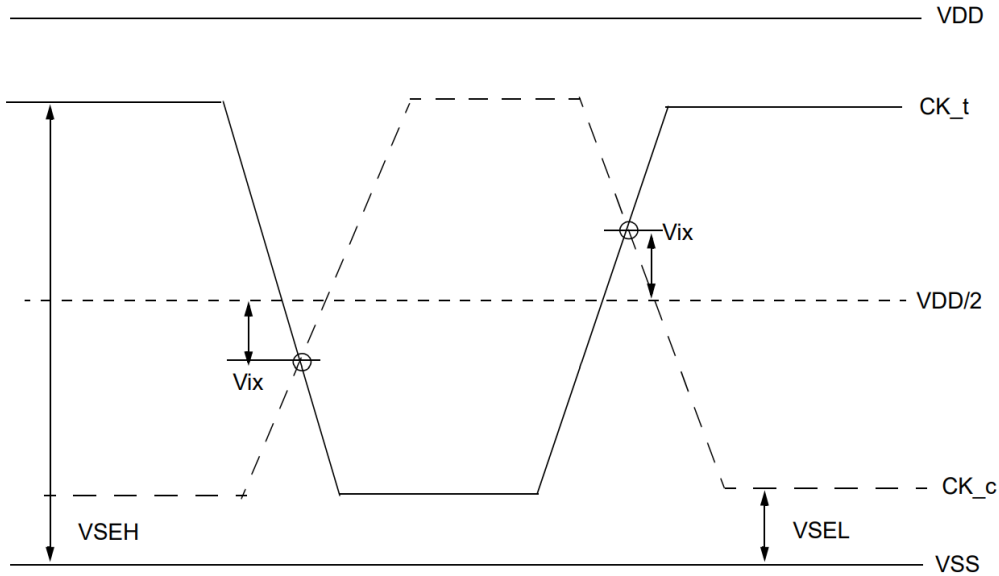 VDD
CK_t
Vix
VDD/2
Vix
CK_c
VSEH
VSEL
VSS